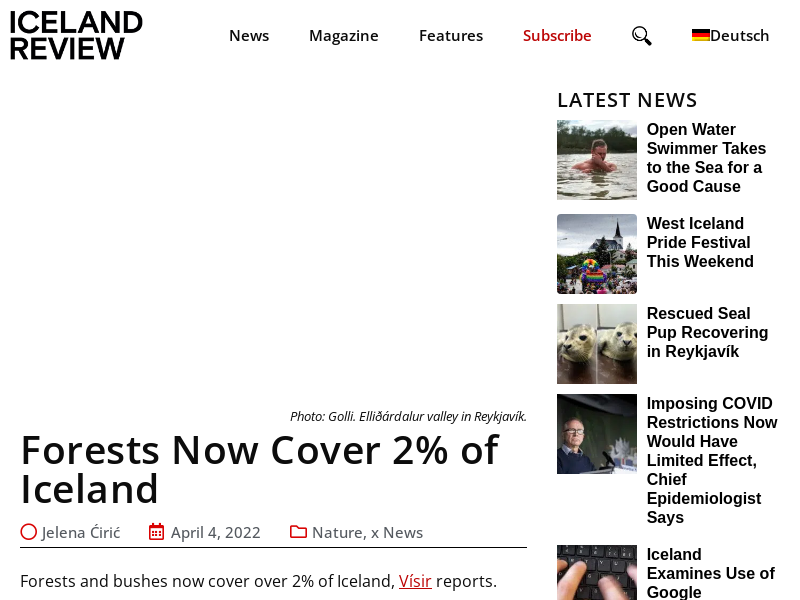 ICELAND
REVIEW
News
Magazine
Features
Subscribe
Deutsch
Photo: Golli. Elliðárdalur valley in Reykjavík.
Forests Now Cover 2% of
Iceland
Jelena Ćirić
April 4, 2022
Nature, x News
Forests and bushes now cover over 2% of Iceland, Vísir reports.
LATEST NEWS
Open Water
Swimmer Takes
to the Sea for a
Good Cause
West Iceland
Pride Festival
This Weekend
Rescued Seal
Pup Recovering
in Reykjavík
Imposing COVID
Restrictions Now
Would Have
Limited Effect,
Chief
Epidemiologist
Says
Iceland
Examines Use of
Google